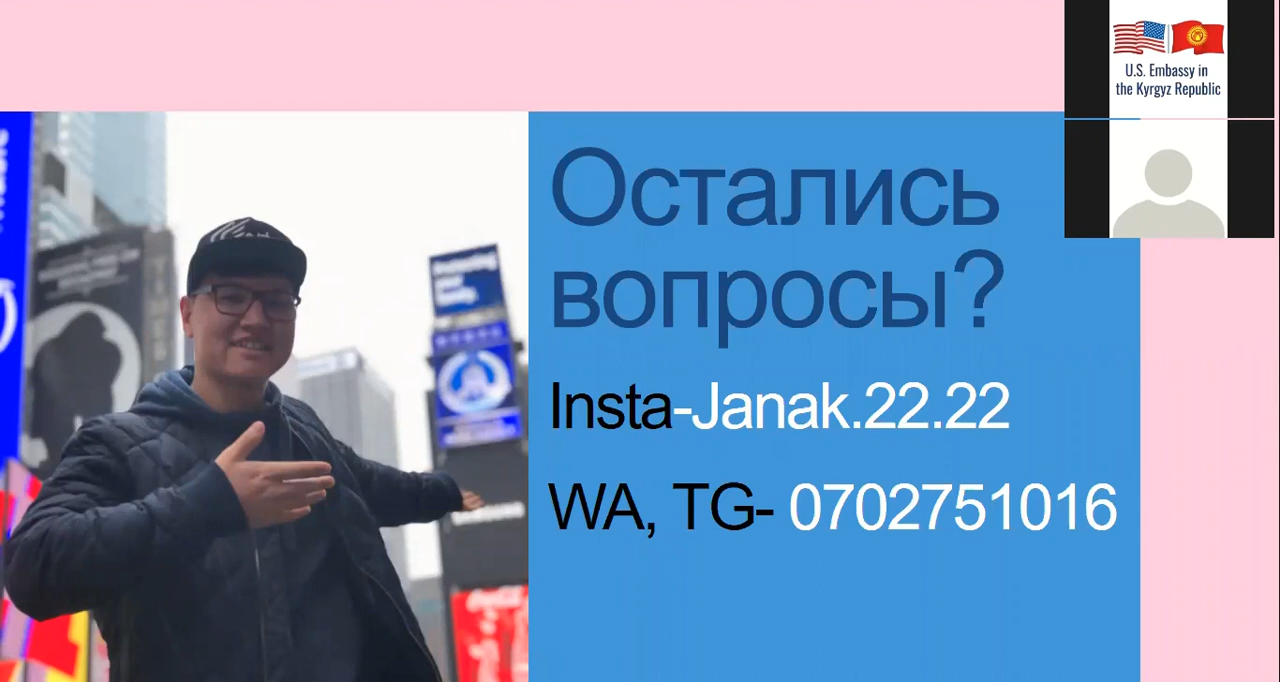 U.S. Embassy in
the Kyrgyz Republic
Остались
вопросы?
Insta-Janak.22.22
WA, TG- 0702751016